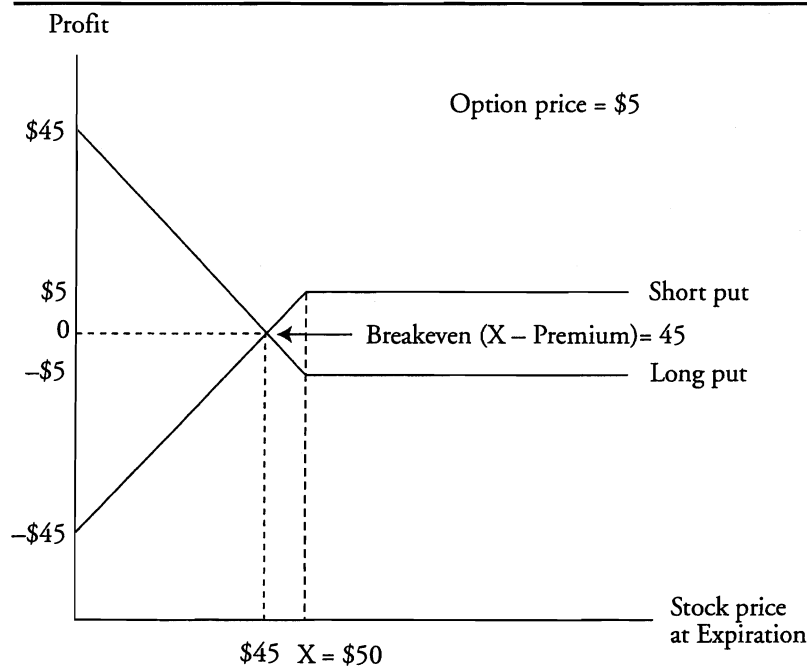 Profit
Option price = $5
$45
$5
Short put
0
Breakeven (X – Premium)= 45
–$5
Long put
–$45
Stock price
at Expiration
$45 X = $50